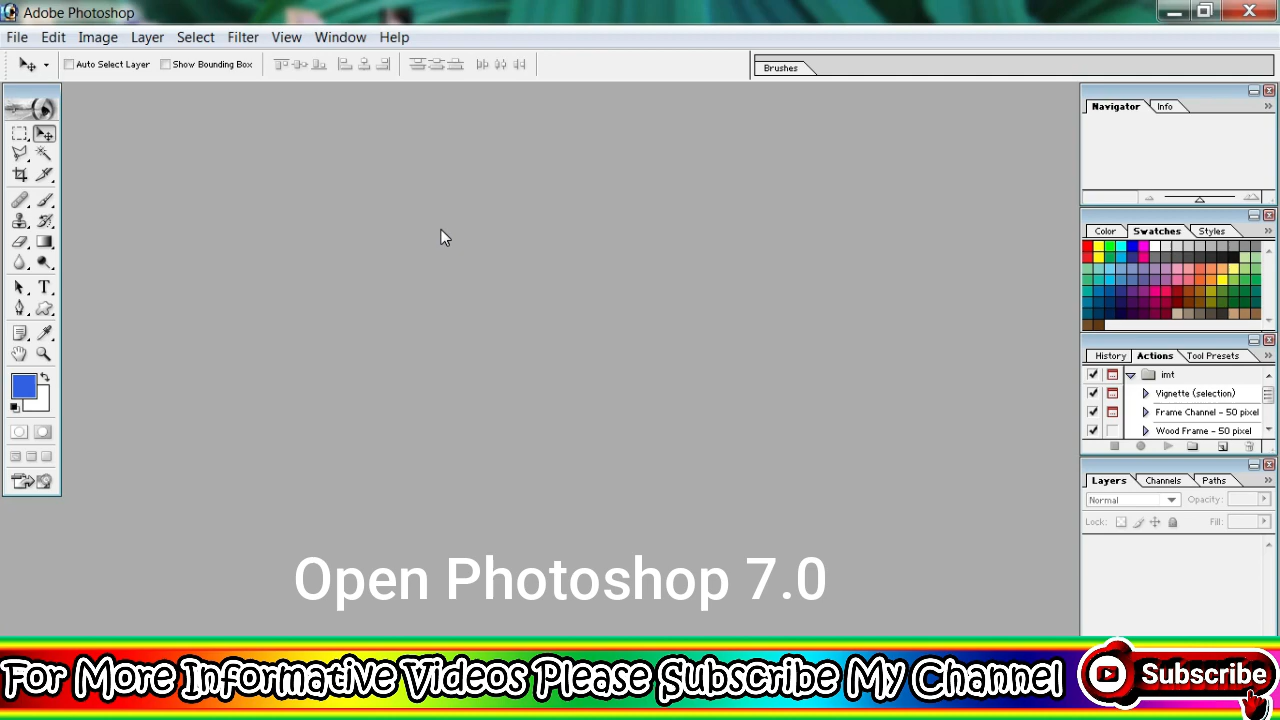 Adobe Photoshop
File Edit Image Layer Select Filter View Window Help
Auto Select Layer Show Bounding Box
Brushes
Navigator Info
Color Swatches Styles
History Actions Tool Presets
imt
Vignette (selection)
Frame Channel - 50 pixel
Wood Frame - 50 pixel
Layers Channels Paths
Normal Opacity:
Lock: Fill:
Open Photoshop 7.0
For More Informative Videos Please Subscribe My Channel
Subscribe